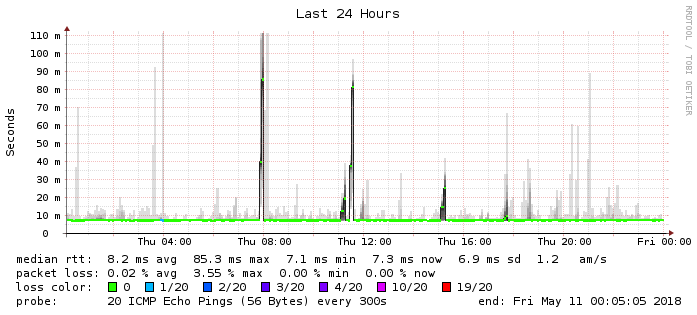 Last 24 Hours
RRDTOOL / TOBI OETIKER
110 m
100 m
90 m
80 m
70 m
60 m
50 m
40 m
30 m
20 m
10 m
0
Seconds
Thu 04:00 Thu 08:00 Thu 12:00 Thu 16:00 Thu 20:00 Fri 00:00
median rtt: 8.2 ms avg 85.3 ms max 7.1 ms min 7.3 ms now 6.9 ms sd 1.2 am/s
packet loss: 0.02 % avg 3.55 % max 0.00 % min 0.00 % now
loss color: 0 1/20 2/20 3/20 4/20 10/20 19/20
probe: 20 ICMP Echo Pings (56 Bytes) every 300s end: Fri May 11 00:05:05 2018